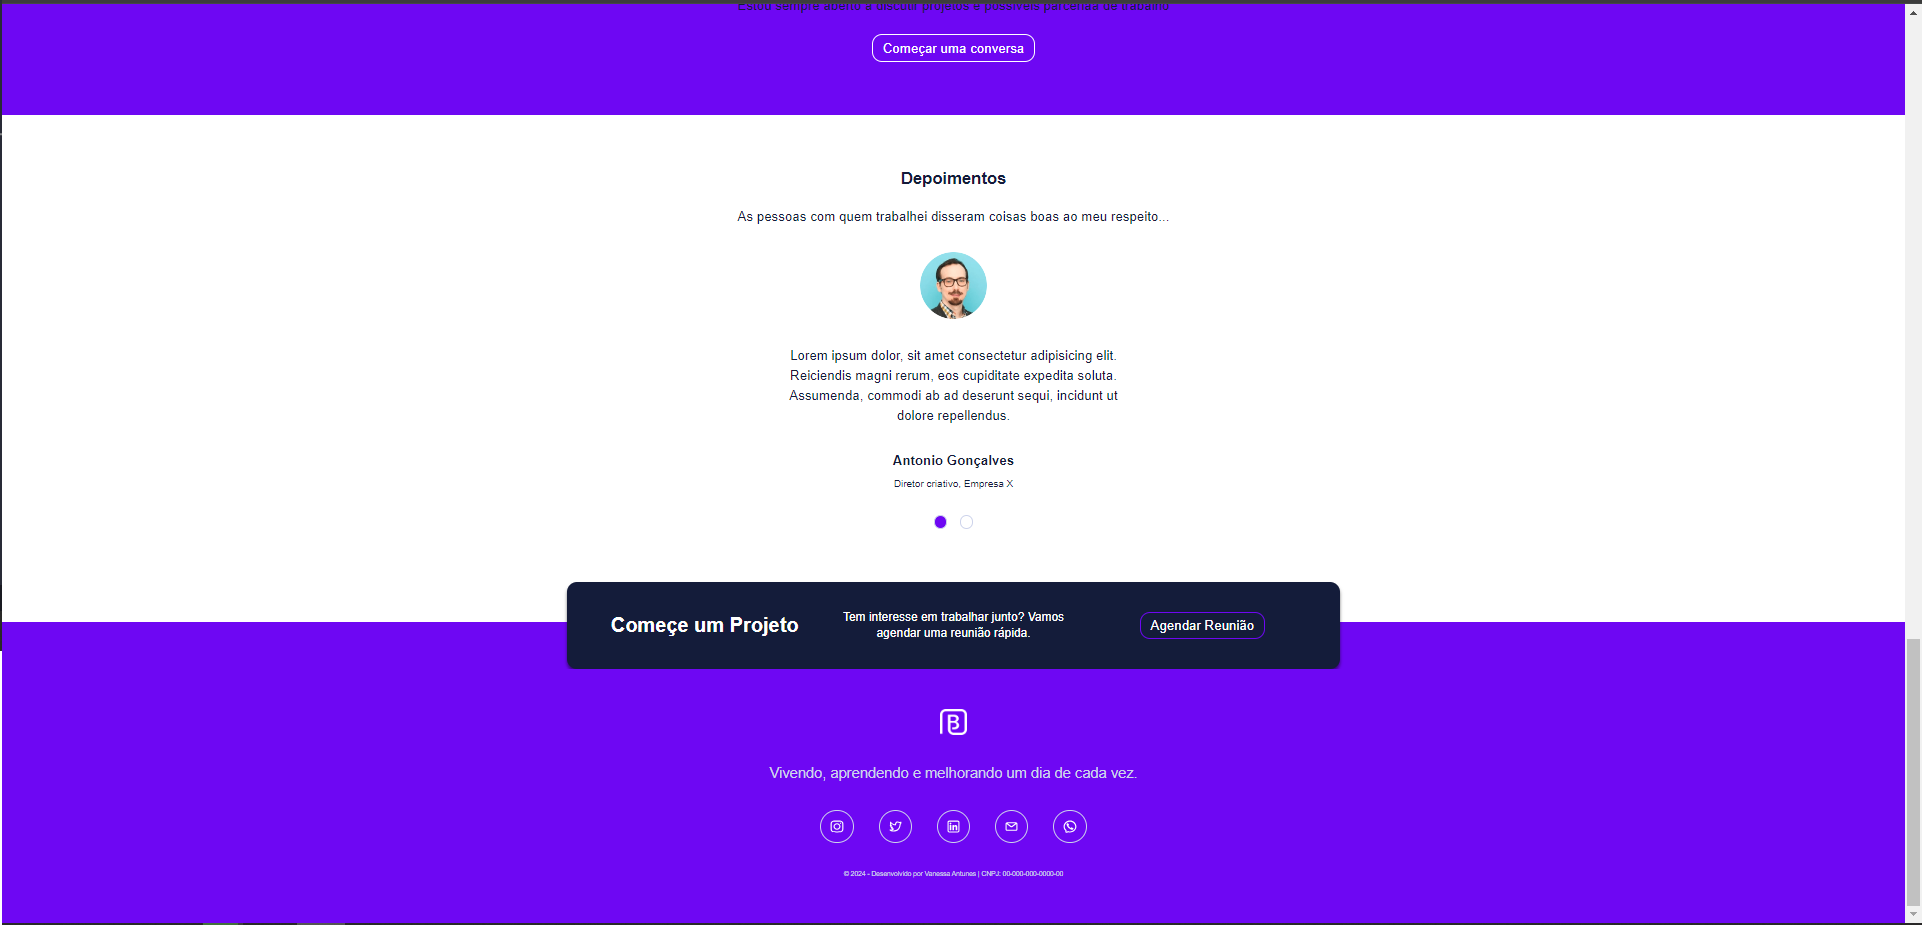 Estou sempre aberto a discutir projetos e possíveis parcerias de trabalho
Começar uma conversa
Depoimentos
As pessoas com quem trabalhei disseram coisas boas ao meu respeito...
Lorem ipsum dolor, sit amet consectetur adipisicing elit.
Reiciendis magni rerum, eos cupiditate expedita soluta.
Assumenda, commodi ab ad deserunt sequi, incidunt ut
dolore repellendus.
Antonio Gonçalves
Diretor criativo, Empresa X
Começe um Projeto
Tem interesse em trabalhar junto? Vamos
agendar uma reunião rápida.
Agendar Reunião
B
Vivendo, aprendendo e melhorando um dia de cada vez.
in
© 2024 - Desenvolvido por Vanessa Antunes | CNPJ: 00-000-000-0000-00